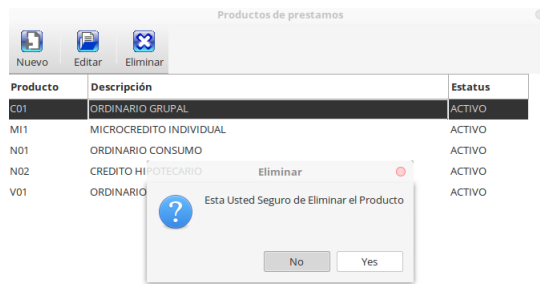 Productos de prestamos
Nuevo Editar Eliminar
Producto Descripción Estatus
C01 ORDINARIO GRUPAL ACTIVO
MI1 MICROCREDITO INDIVIDUAL ACTIVO
N01 ORDINARIO CONSUMO ACTIVO
N02 CREDITO HIPOTECARIO ACTIVO
V01 ORDINARIO ACTIVO
Eliminar
Esta Usted Seguro de Eliminar el Producto
No Yes